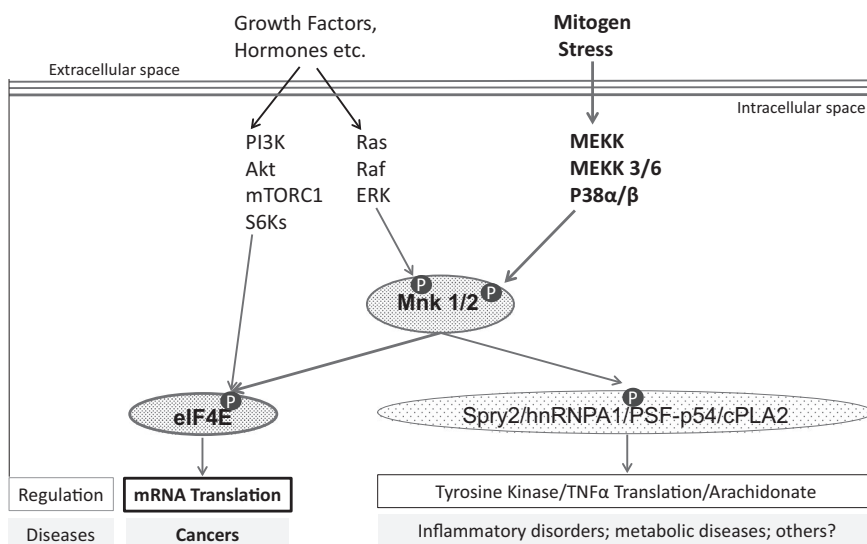 Growth Factors,
Hormones etc.
Mitogen
Stress
Extracellular space
Intracellular space
PI3K
Akt
mTORC1
S6Ks
Ras
Raf
ERK
MEKK
MEKK 3/6
P38α/β
P
P
Mnk 1/2
P
eIF4E
P
Spry2/hnRNPA1/PSF-p54/cPLA2
Regulation
mRNA Translation
Tyrosine Kinase/TNFα Translation/Arachidonate
Diseases
Cancers
Inflammatory disorders; metabolic diseases; others?